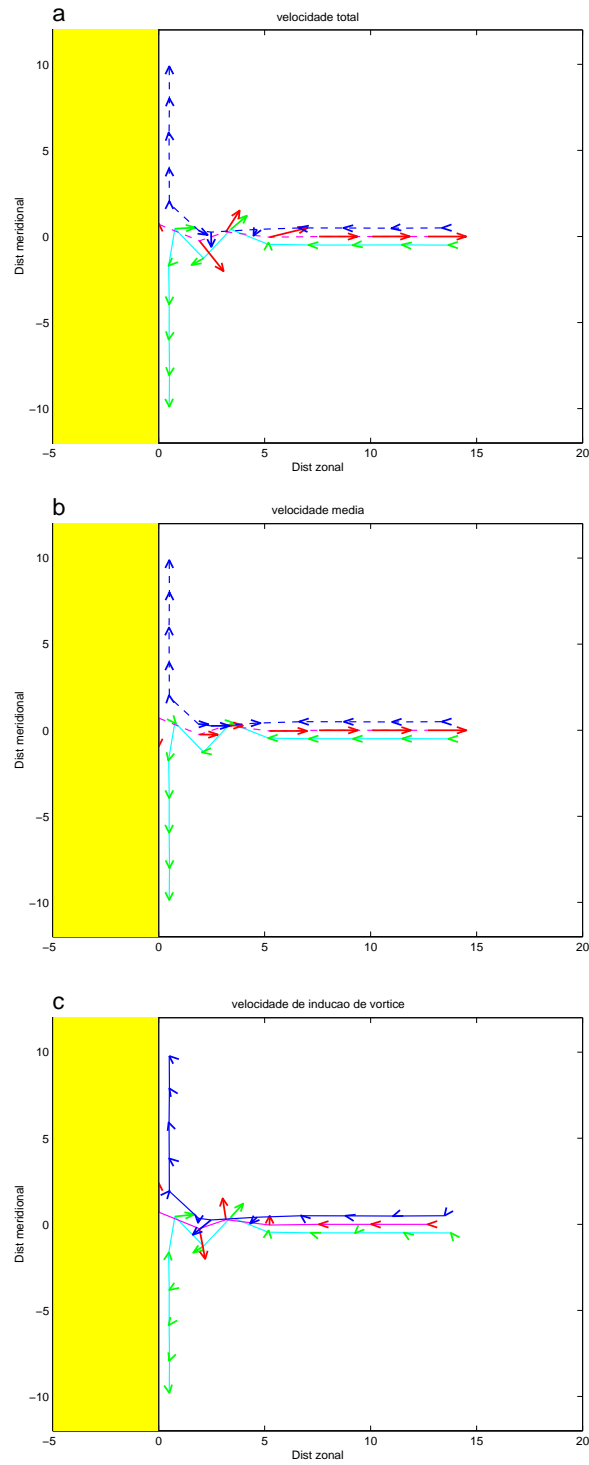 a
velocidade total
10
5
0
−5
−10
Dist meridional
−5 0 5 10 15 20
Dist zonal
b
velocidade media
10
5
0
−5
−10
Dist meridional
−5 0 5 10 15 20
c
velocidade de inducao de vortice
10
5
0
−5
−10
Dist meridional
−5 0 5 10 15 20
Dist zonal